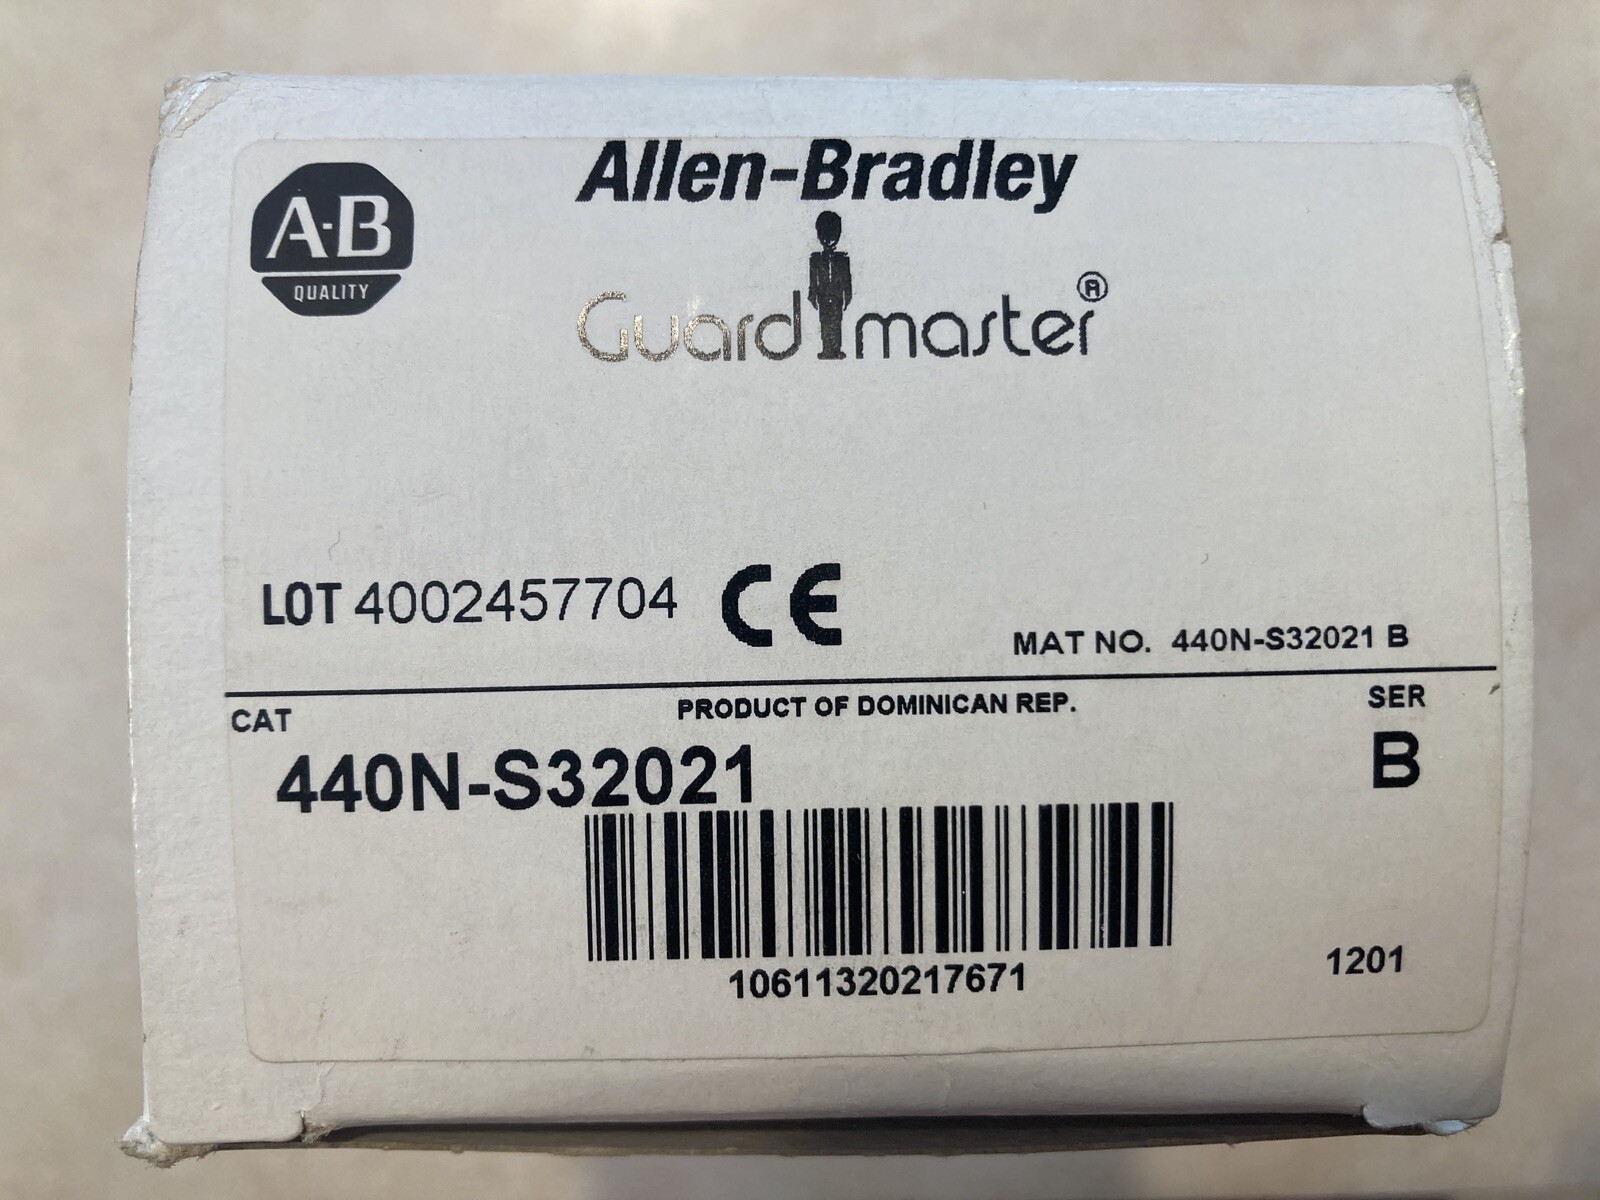 A-B
QUALITY
Allen-Bradley
Guardmaster®
LOT 4002457704 CE
MAT NO. 440N-S32021 B
CAT
PRODUCT OF DOMINICAN REP.
SER
440N-S32021
B
10611320217671
1201